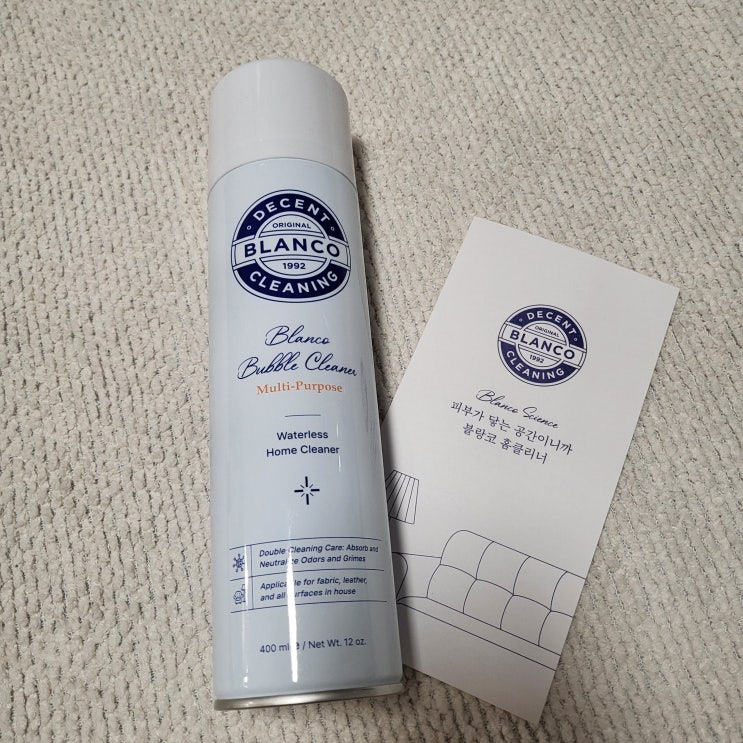 DECENT
ORIGINAL
BLANCO
1992
CLEANING
Blanco
Bubble Cleaner
Multi-Purpose
Waterless
Home Cleaner
Double Cleaning Care: Absorb and
Neutralize Odors and Grimes
Applicable for fabric, leather,
and all surfaces in house
400 ml ℮ / Net Wt. 12 oz.
DECENT
ORIGINAL
BLANCO
1992
CLEANING
Blanco Science
피부가 닿는 공간이니까
블랑코 홈클리너